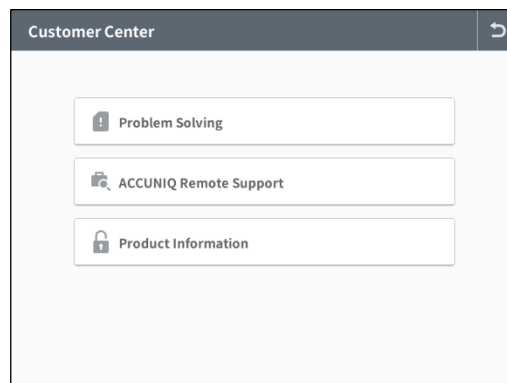 Customer Center
Problem Solving
ACCUNIQ Remote Support
Product Information